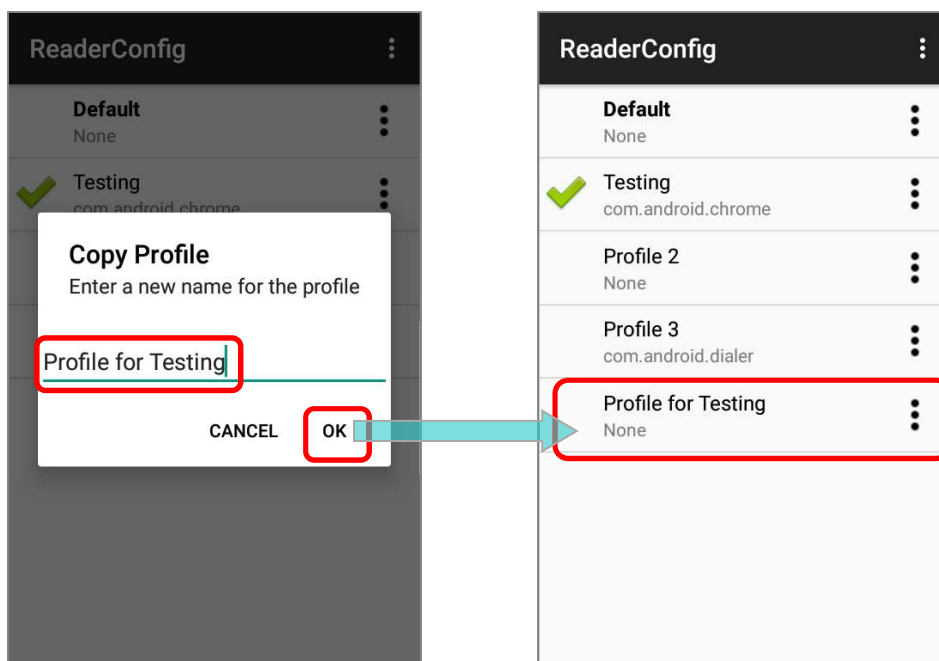 ReaderConfig
Default
None
Testing
com.android.chrome
Copy Profile
Enter a new name for the profile
Profile for Testing
CANCEL OK
ReaderConfig
Default
None
Testing
com.android.chrome
Profile 2
None
Profile 3
com.android.dialer
Profile for Testing
None